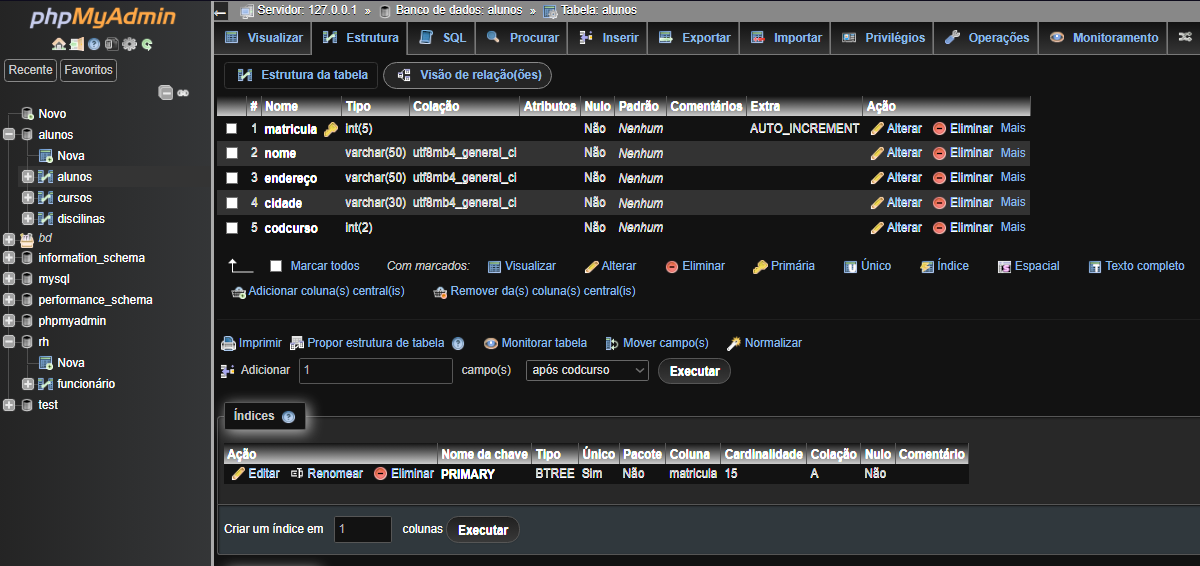 phpMyAdmin
Recente Favoritos
Novo
alunos
Nova
alunos
cursos
discilinas
bd
information_schema
mysql
performance_schema
phpmyadmin
rh
Nova
funcionário
test
Servidor: 127.0.0.1 » Banco de dados: alunos » Tabela: alunos
Visualizar Estrutura SQL Procurar Inserir Exportar Importar Privilégios Operações Monitoramento
Estrutura da tabela Visão de relação(ões)
# Nome Tipo Colação Atributos Nulo Padrão Comentários Extra Ação
1 matricula int(5) Não Nenhum AUTO_INCREMENT Alterar Eliminar Mais
2 nome varchar(50) utf8mb4_general_ci Não Nenhum Alterar Eliminar Mais
3 endereço varchar(50) utf8mb4_general_ci Não Nenhum Alterar Eliminar Mais
4 cidade varchar(30) utf8mb4_general_ci Não Nenhum Alterar Eliminar Mais
5 codcurso int(2) Não Nenhum Alterar Eliminar Mais
Marcar todos Com marcados: Visualizar Alterar Eliminar Primária Único Índice Espacial Texto completo
Adicionar coluna(s) central(is) Remover da(s) coluna(s) central(is)
Imprimir Propor estrutura de tabela Monitorar tabela Mover campo(s) Normalizar
Adicionar 1 campo(s) após codcurso Executar
Índices
Ação Nome da chave Tipo Único Pacote Coluna Cardinalidade Colação Nulo Comentário
Editar Renomear Eliminar PRIMARY BTREE Sim Não matricula 15 A Não
Criar um índice em 1 colunas Executar